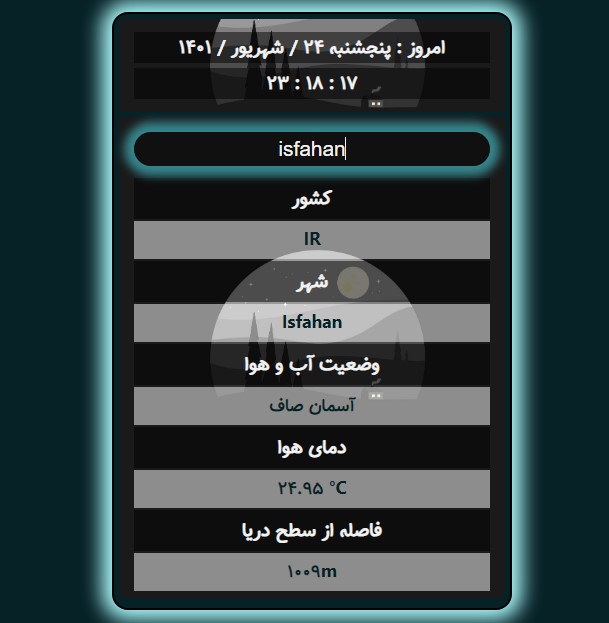 امروز : پنجشنبه ۲۴ / شهریور / ۱۴۰۱
۲۳ : ۱۸ : ۱۷
isfahan
کشور
IR
شهر
Isfahan
وضعیت آب و هوا
آسمان صاف
دمای هوا
۲۴.۹۵ °C
فاصله از سطح دریا
۱۰۰۹m